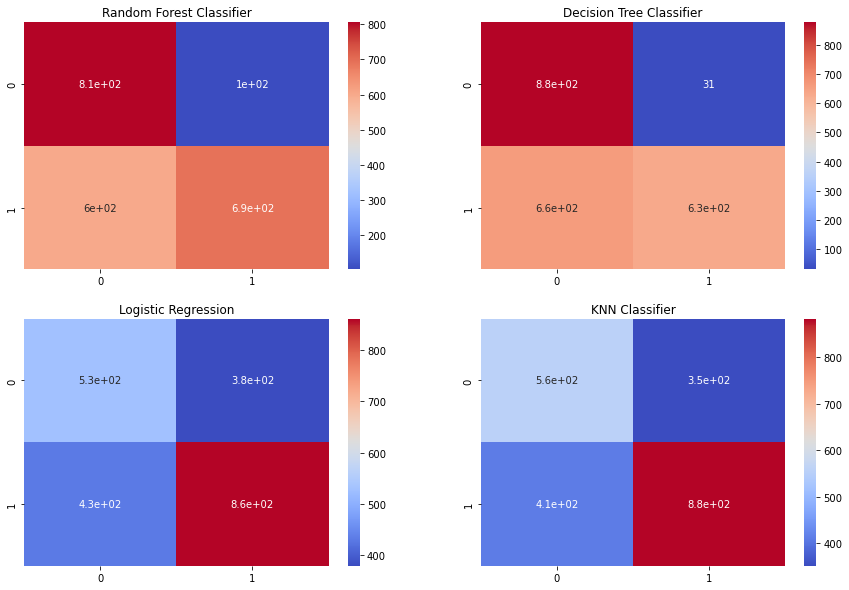 Random Forest Classifier
0
8.1e+02
1e+02
1
6e+02
6.9e+02
0
1
800
700
600
500
400
300
200
Decision Tree Classifier
0
8.8e+02
31
1
6.6e+02
6.3e+02
0
1
800
700
600
500
400
300
200
100
Logistic Regression
0
5.3e+02
3.8e+02
1
4.3e+02
8.6e+02
0
1
800
700
600
500
400
KNN Classifier
0
5.6e+02
3.5e+02
1
4.1e+02
8.8e+02
0
1
800
700
600
500
400